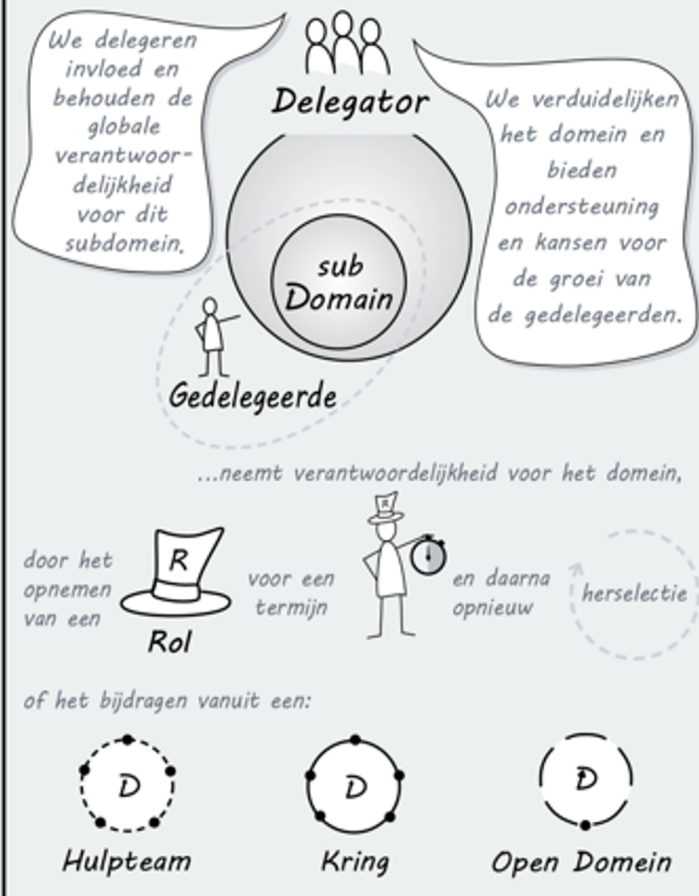 We delegeren
invloed en
behouden de
globale
verantwoor-
delijkheid
voor dit
subdomein.
Delegator
We verduidelijken
het domein en
bieden
ondersteuning
en kansen voor
de groei van
de gedelegeerden.
sub
Domain
Gedelegeerde
...neemt verantwoordelijkheid voor het domein,
door het
opnemen
van een
R
Rol
voor een
termijn
R
en daarna
opnieuw
herselectie
of het bijdragen vanuit een:
D
Hulpteam
D
Kring
D
Open Domein